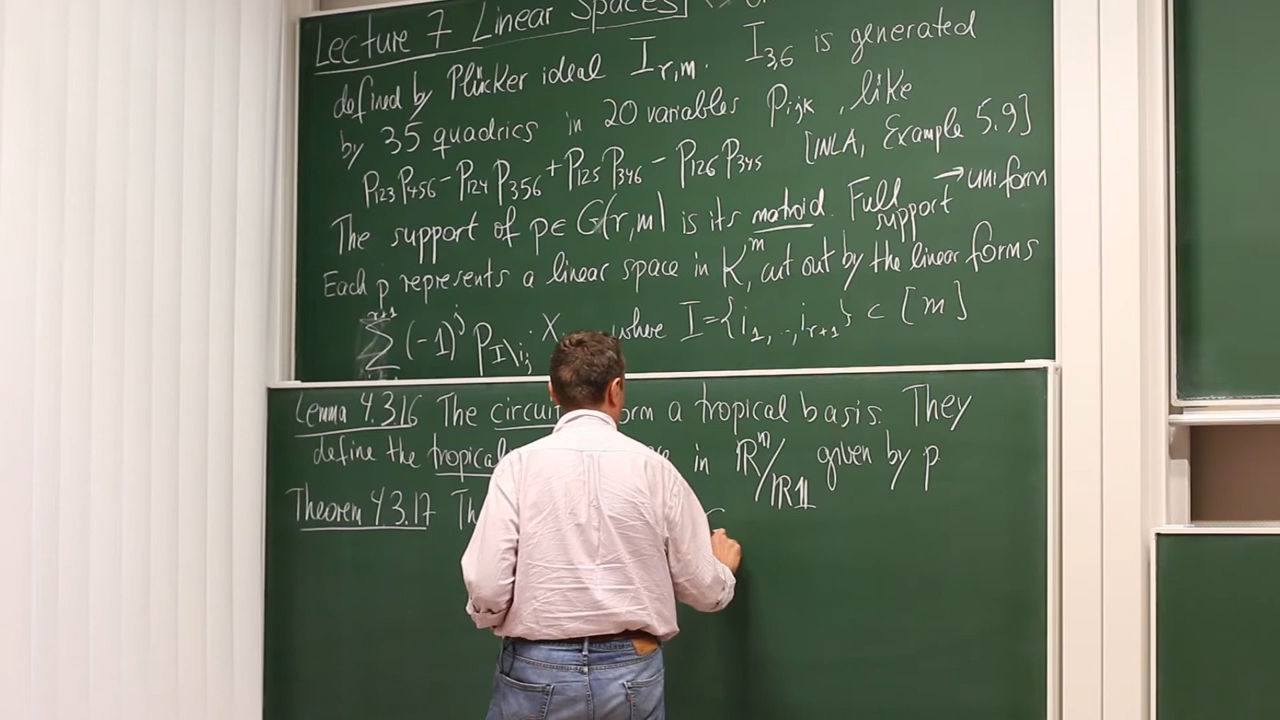 Lecture 7 Linear Spaces
defined by Plücker ideal I_{r,m}. I_{3,6} is generated
by 35 quadrics in 20 variables P_{ijk}, like
P_{123}P_{456} - P_{124}P_{356} + P_{125}P_{346} - P_{126}P_{345} [INLA, Example 5.9]
The support of p ∈ G(r,m) is its matroid. Full support → uniform
Each p represents a linear space in K^m, cut out by the linear forms
∑^{r+1} (-1)^j P_{I\i_j} X where I = {i_1, .., i_{r+1}} ⊂ [m]
Lemma 4.3.16 The circuit form a tropical basis. They
define the tropical in ℝ^n/ℝ𝟙 given by p
Theorem 4.3.17